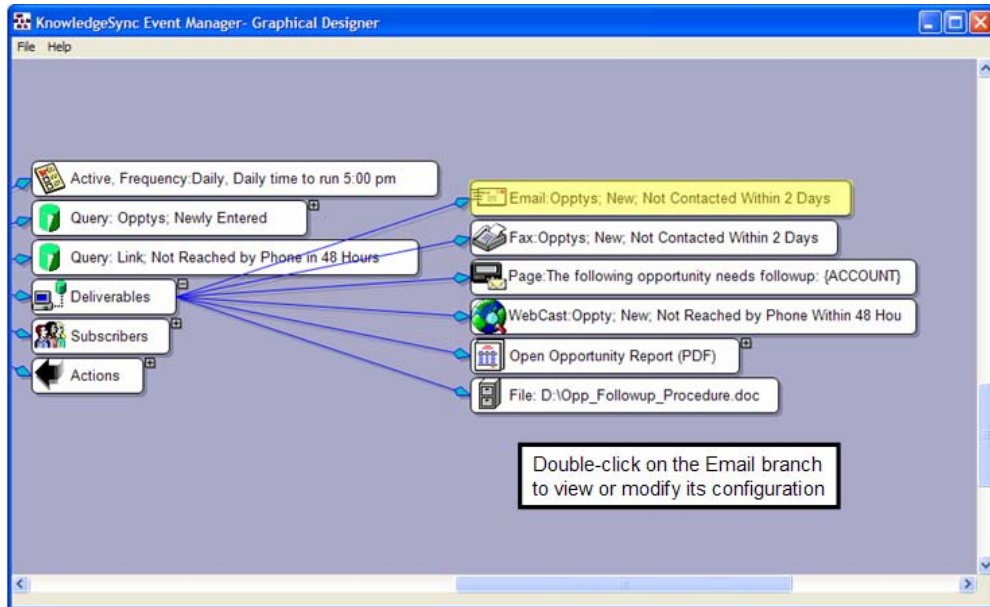 KnowledgeSync Event Manager- Graphical Designer
File Help
Active, Frequency:Daily, Daily time to run 5:00 pm
Query: Opptys; Newly Entered
Query: Link; Not Reached by Phone in 48 Hours
Deliverables
Subscribers
Actions
Email:Opptys; New; Not Contacted Within 2 Days
Fax:Opptys; New; Not Contacted Within 2 Days
Page:The following opportunity needs followup: {ACCOUNT}
WebCast:Oppty; New; Not Reached by Phone Within 48 Hou
Open Opportunity Report (PDF)
File: D:\Opp_Followup_Procedure.doc
Double-click on the Email branch
to view or modify its configuration